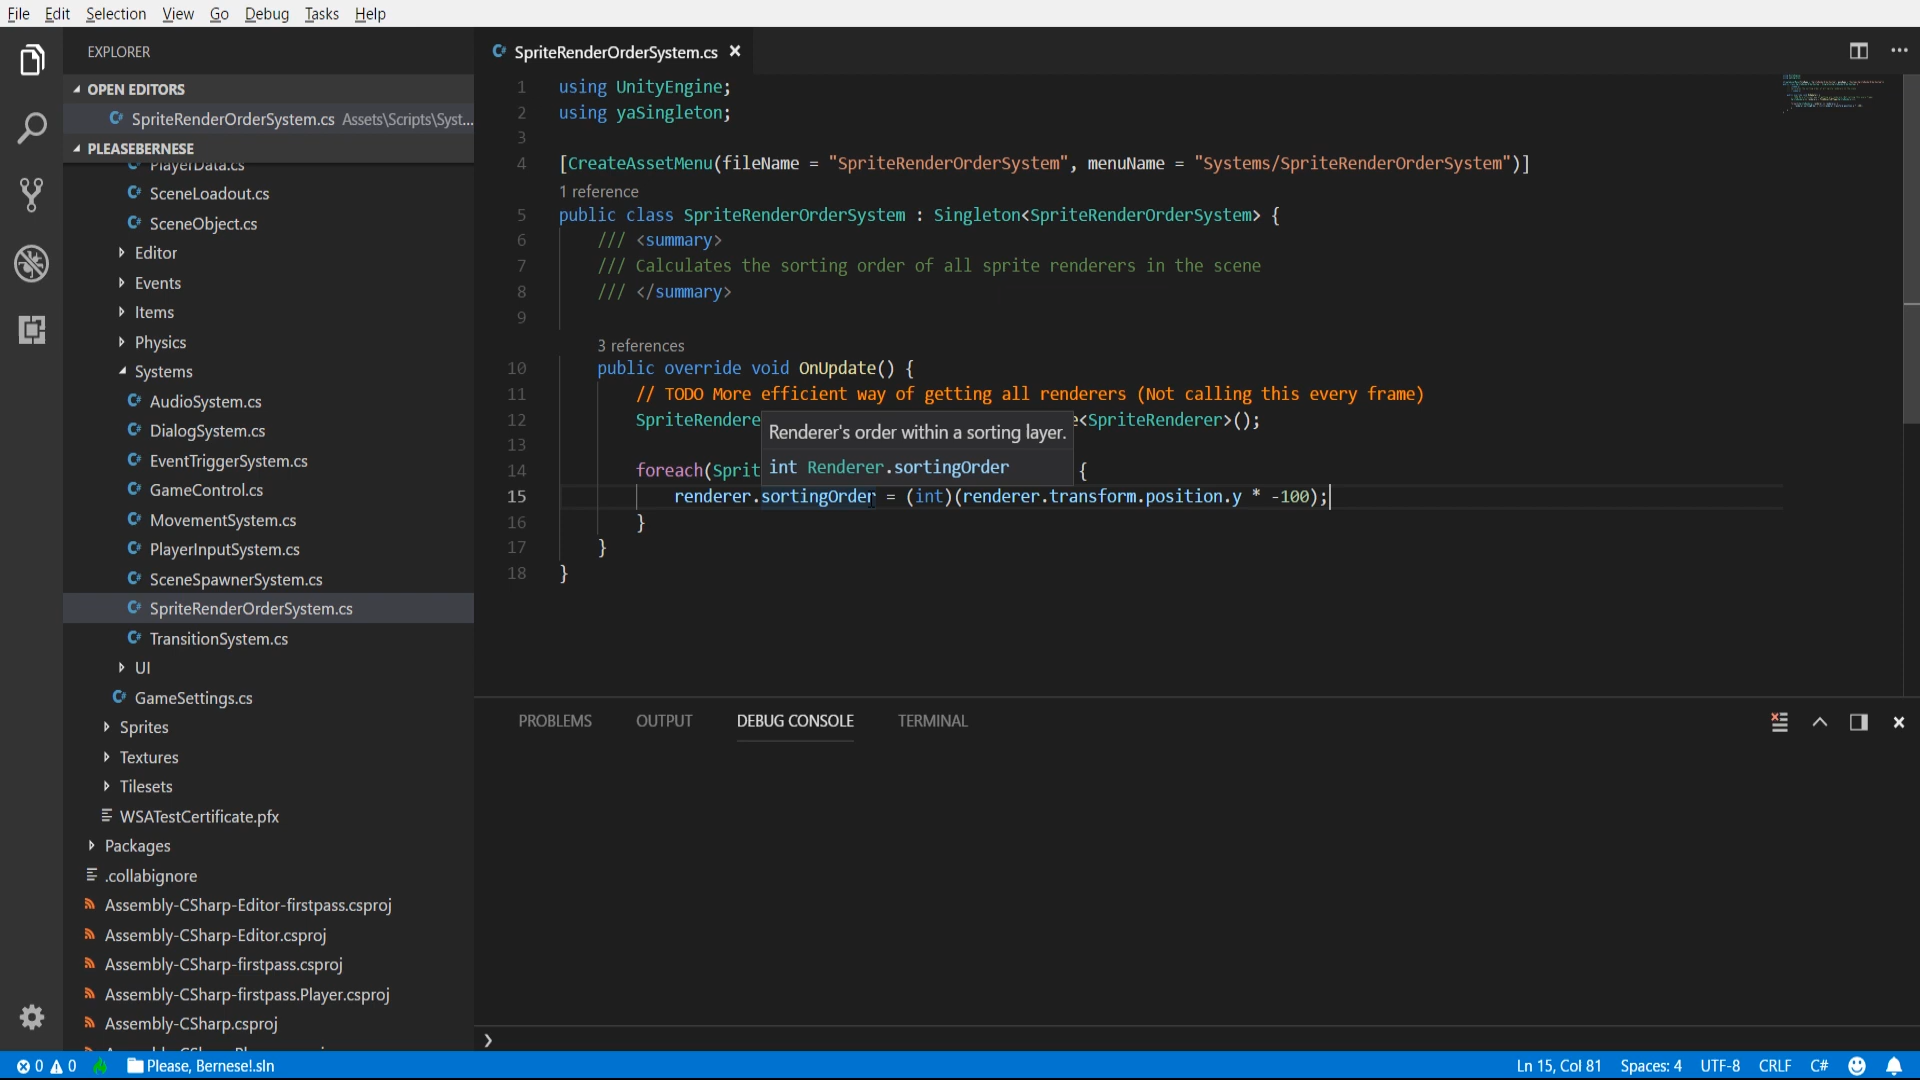 File Edit Selection View Go Debug Tasks Help
EXPLORER
OPEN EDITORS
SpriteRenderOrderSystem.cs Assets\Scripts\Syst...
PLEASEBERNESE
PlayerData.cs
SceneLoadout.cs
SceneObject.cs
Editor
Events
Items
Physics
Systems
AudioSystem.cs
DialogSystem.cs
EventTriggerSystem.cs
GameControl.cs
MovementSystem.cs
PlayerInputSystem.cs
SceneSpawnerSystem.cs
SpriteRenderOrderSystem.cs
TransitionSystem.cs
UI
GameSettings.cs
Sprites
Textures
Tilesets
WSATestCertificate.pfx
Packages
.collabignore
Assembly-CSharp-Editor-firstpass.csproj
Assembly-CSharp-Editor.csproj
Assembly-CSharp-firstpass.csproj
Assembly-CSharp-firstpass.Player.csproj
Assembly-CSharp.csproj
SpriteRenderOrderSystem.cs
1 using UnityEngine;
2 using yaSingleton;
3
4 [CreateAssetMenu(fileName = "SpriteRenderOrderSystem", menuName = "Systems/SpriteRenderOrderSystem")]
1 reference
5 public class SpriteRenderOrderSystem : Singleton<SpriteRenderOrderSystem> {
6 /// <summary>
7 /// Calculates the sorting order of all sprite renderers in the scene
8 /// </summary>
9
3 references
10 public override void OnUpdate() {
11 // TODO More efficient way of getting all renderers (Not calling this every frame)
12 SpriteRendere e<SpriteRenderer>();
13
Renderer's order within a sorting layer.
int Renderer.sortingOrder
14 foreach(Sprit {
15 renderer.sortingOrder = (int)(renderer.transform.position.y * -100);
16 }
17 }
18 }
PROBLEMS OUTPUT DEBUG CONSOLE TERMINAL
0 0 Please, Bernese!.sln
Ln 15, Col 81 Spaces: 4 UTF-8 CRLF C#